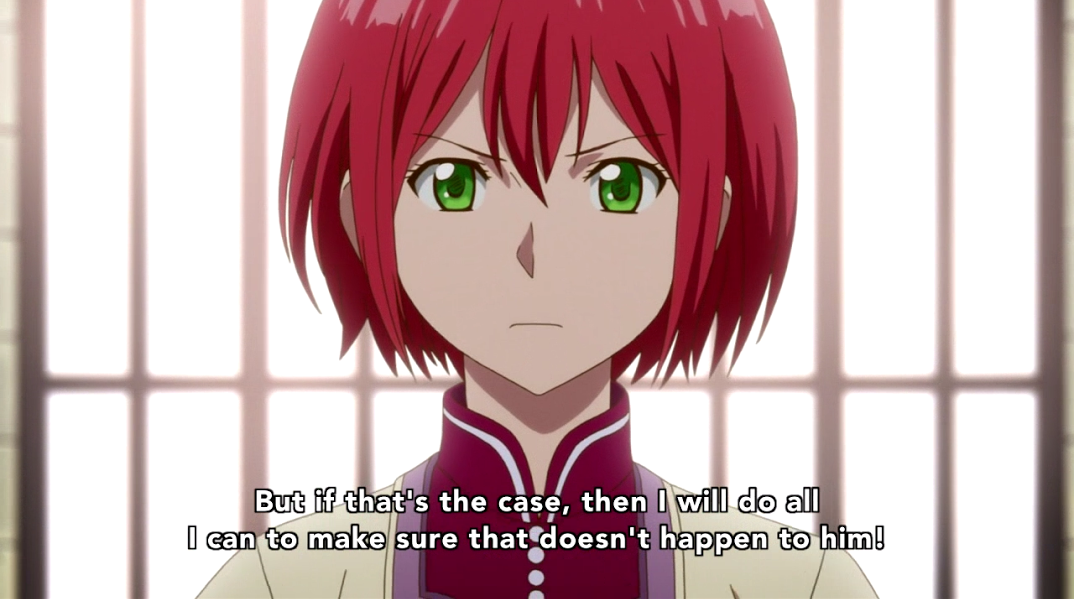 But if that's the case, then I will do all
I can to make sure that doesn't happen to him!